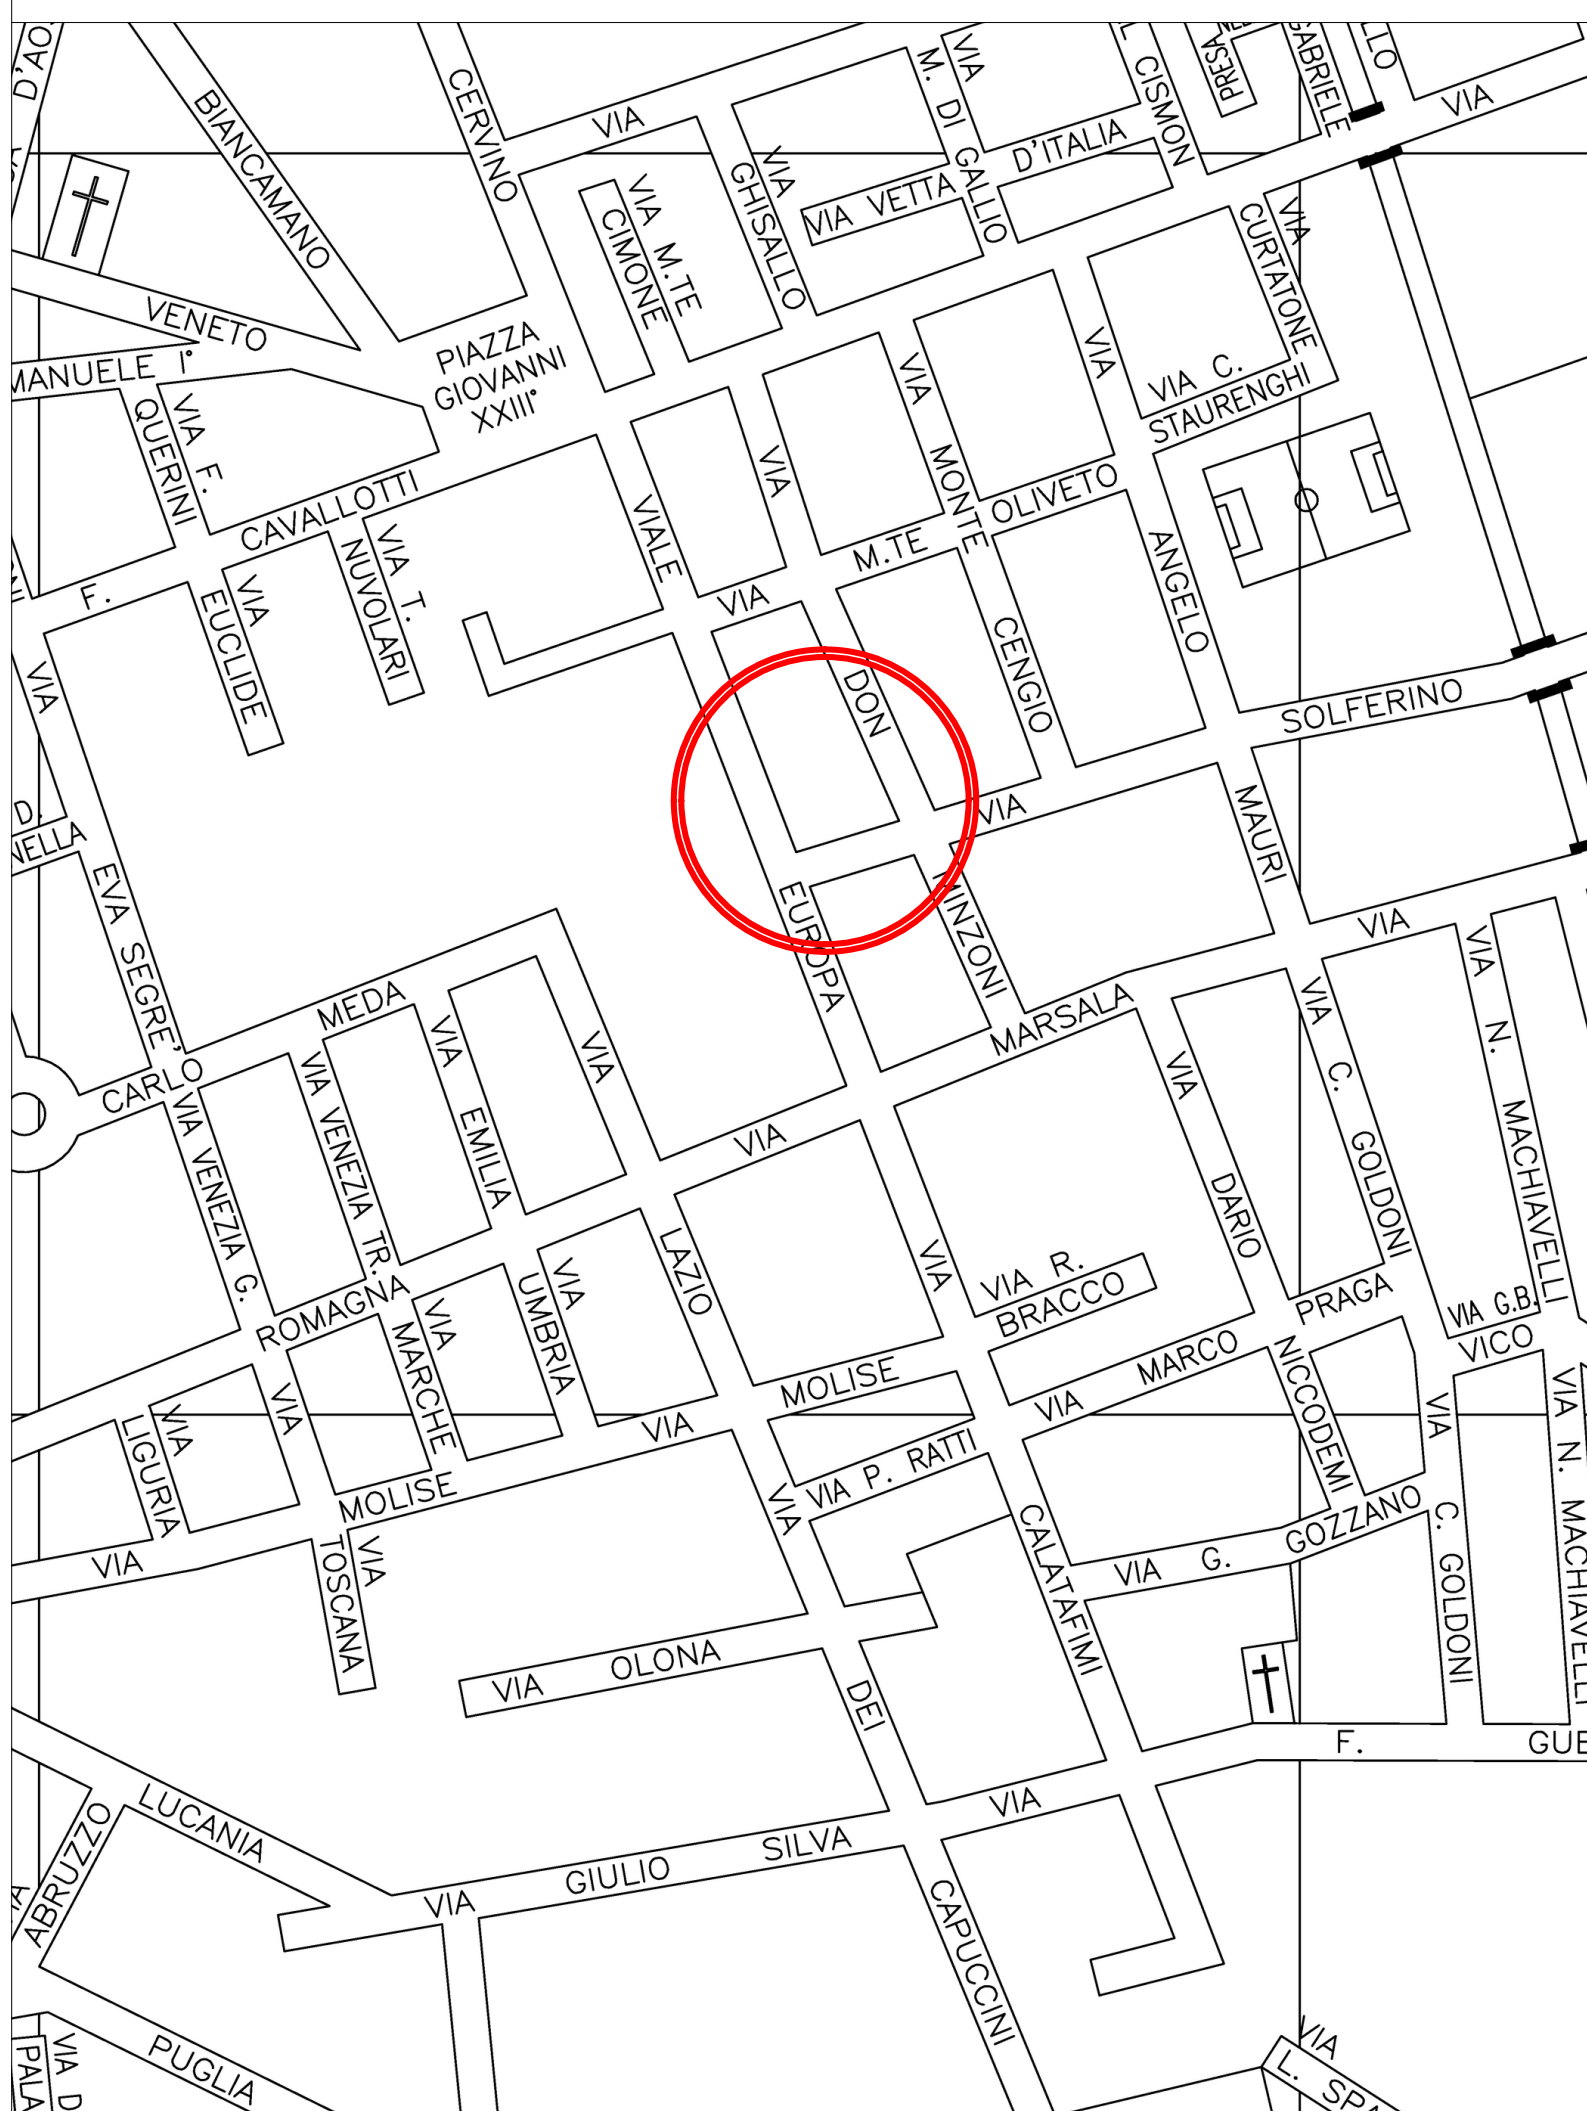 D'AO
BIANCAMANO
CERVINO
VIA
VIA
M. DI GALLIO
CISMON
PRESA
GABRIELE
LLO
VIA
D'ITALIA
VIA VETTA
VIA
GHISALLO
VIA M.TE
CIMONE
VIA
CURTATONE
VENETO
MANUELE I°
PIAZZA
GIOVANNI
XXIII°
VIA F.
QUERINI
VIA
VIA
VIA C.
STAURENGHI
CAVALLOTTI
VIA
MONTE
OLIVETO
VIALE
M.TE
VIA T.
NUVOLARI
F.
VIA
EUCLIDE
VIA
ANGELO
CENGIO
VIA
DON
SOLFERINO
VIA
D.
NELLA
MAURI
EVA SEGRE'
EUROPA
MINZONI
VIA
VIA N. MACHIAVELLI
MEDA
MARSALA
VIA C. GOLDONI
VIA
VIA
VIA
CARLO
VIA VENEZIA TR.
EMILIA
VIA VENEZIA G.
VIA
DARIO
LAZIO
VIA
VIA R.
BRACCO
VIA
UMBRIA
ROMAGNA
VIA
MARCHE
PRAGA
VIA G.B.
VICO
MARCO
VIA
NICCODEMI
MOLISE
VIA
VIA
VIA
LIGURIA
VIA P. RATTI
VIA
C. GOLDONI
VIA N. MACHIAVELLI
MOLISE
VIA
GOZZANO
VIA G.
CALATAFIMI
VIA
VIA
TOSCANA
OLONA
VIA
DEI
F.
GUE
LUCANIA
ABRUZZO
VIA
SILVA
GIULIO
VIA
CAPUCCINI
PUGLIA
VIA D
PALA
VIA
L. SPA